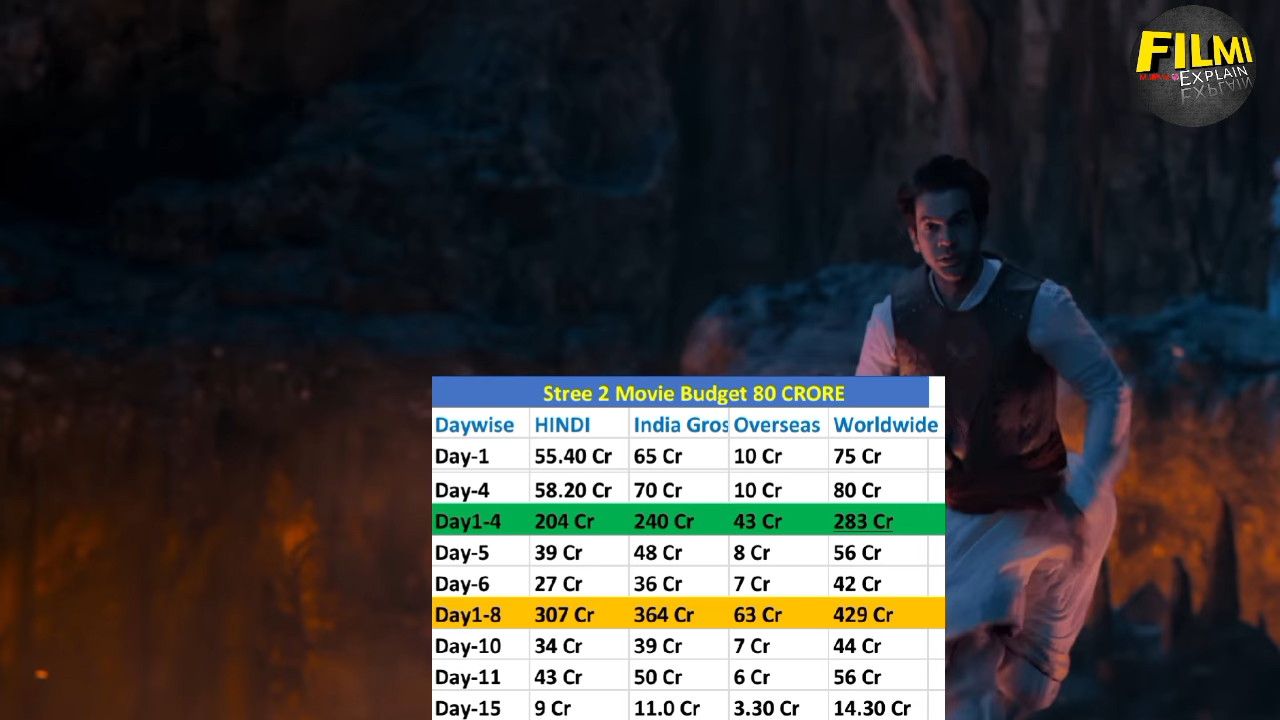 FILMI
EXPLAIN
Stree 2 Movie Budget 80 CRORE
Daywise HINDI India Gros Overseas Worldwide
Day-1 55.40 Cr 65 Cr 10 Cr 75 Cr
Day-4 58.20 Cr 70 Cr 10 Cr 80 Cr
Day1-4 204 Cr 240 Cr 43 Cr 283 Cr
Day-5 39 Cr 48 Cr 8 Cr 56 Cr
Day-6 27 Cr 36 Cr 7 Cr 42 Cr
Day1-8 307 Cr 364 Cr 63 Cr 429 Cr
Day-10 34 Cr 39 Cr 7 Cr 44 Cr
Day-11 43 Cr 50 Cr 6 Cr 56 Cr
Day-15 9 Cr 11.0 Cr 3.30 Cr 14.30 Cr